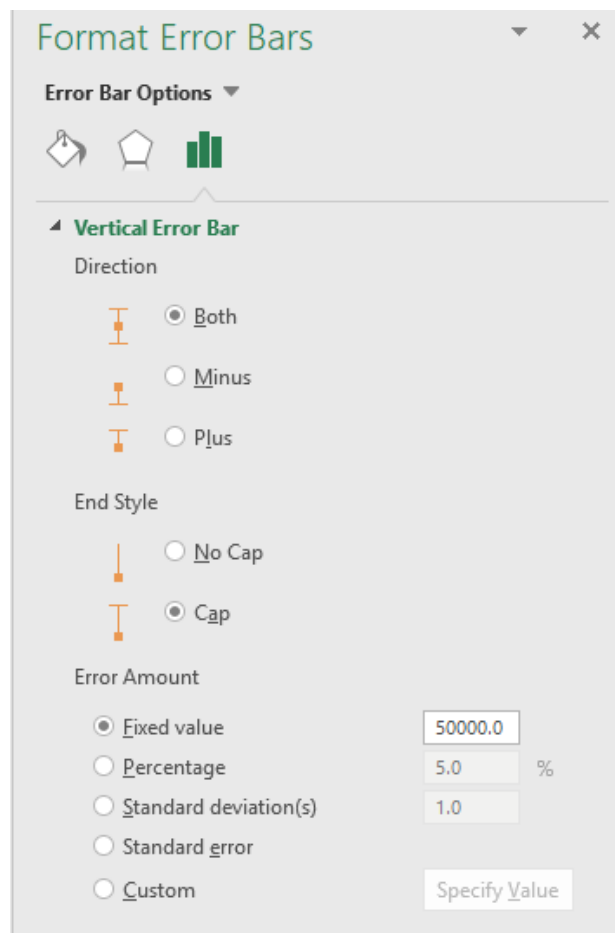 Format Error Bars
Error Bar Options
Vertical Error Bar
Direction
Both
Minus
Plus
End Style
No Cap
Cap
Error Amount
Fixed value 50000.0
Percentage 5.0 %
Standard deviation(s) 1.0
Standard error
Custom Specify Value